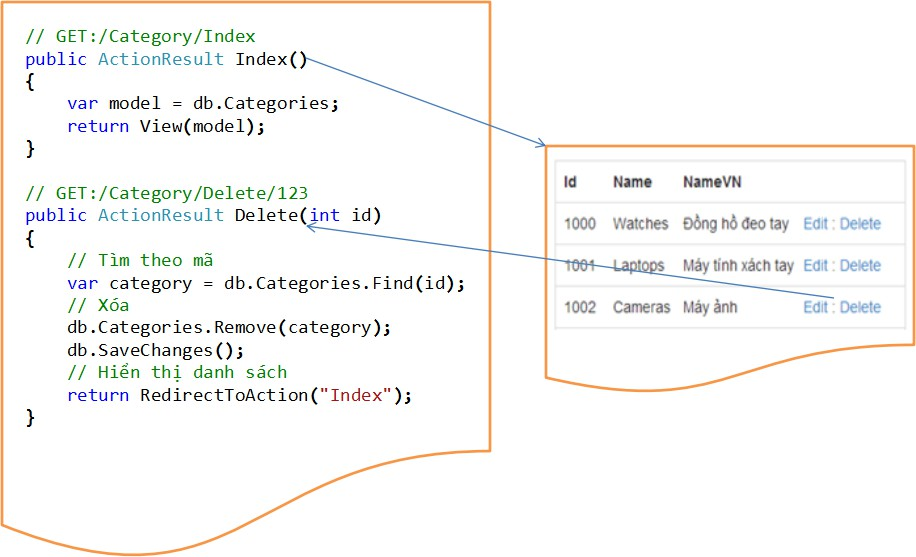 // GET:/Category/Index
public ActionResult Index()
{
var model = db.Categories;
return View(model);
}
// GET:/Category/Delete/123
public ActionResult Delete(int id)
{
// Tìm theo mã
var category = db.Categories.Find(id);
// Xóa
db.Categories.Remove(category);
db.SaveChanges();
// Hiển thị danh sách
return RedirectToAction("Index");
}
Id Name NameVN
1000 Watches Đồng hồ đeo tay Edit : Delete
1001 Laptops Máy tính xách tay Edit : Delete
1002 Cameras Máy ảnh Edit : Delete